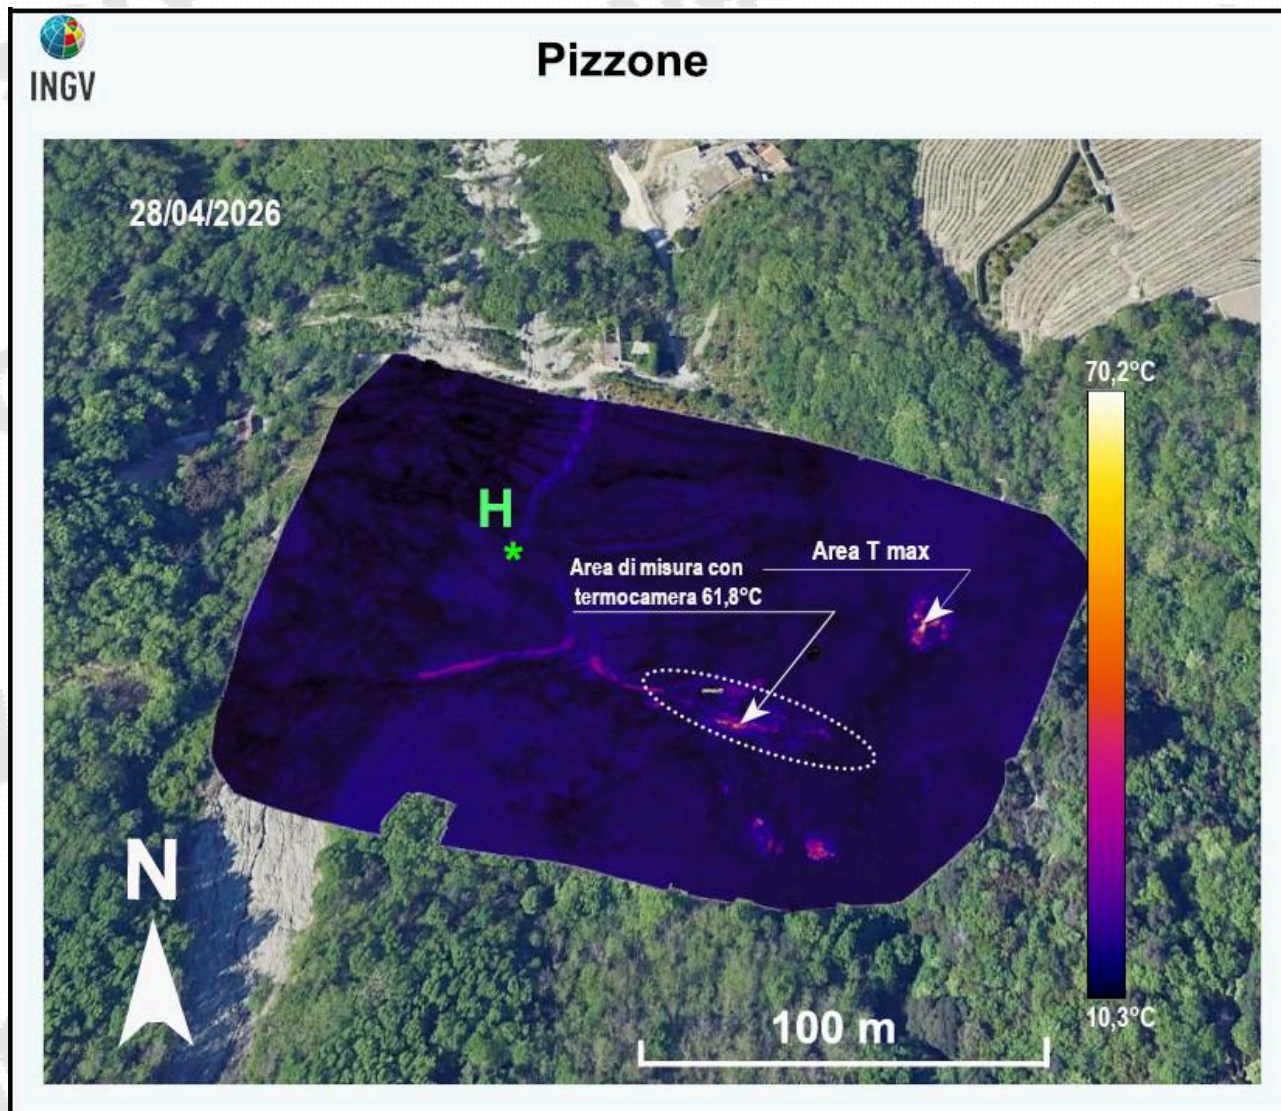 INGV
Pizzone
28/04/2026
70,2°C
H
*
Area T max
Area di misura con
termocamera 61,8°C
N
100 m
10,3°C